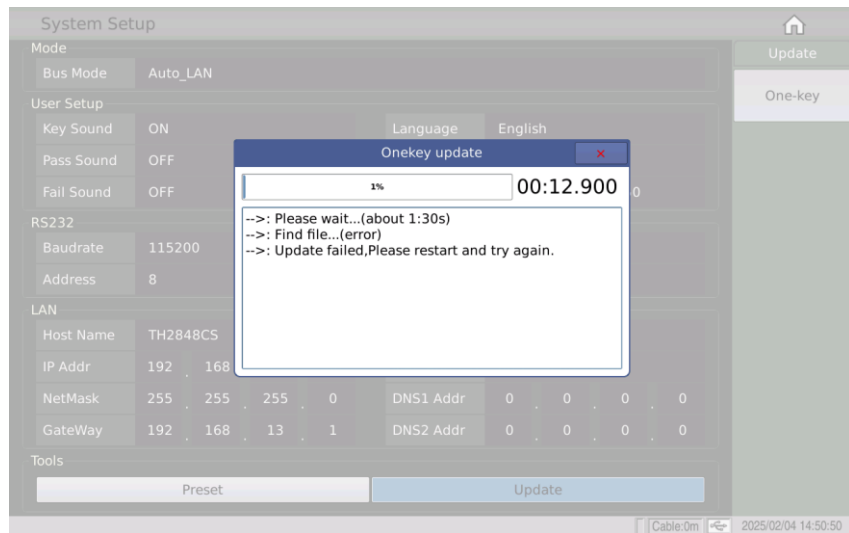 System Setup
Mode
Update
Bus Mode Auto_LAN
One-key
User Setup
Key Sound ON Language English
Pass Sound OFF
Fail Sound OFF 0
Onekey update ×
1% 00:12.900
-->: Please wait...(about 1:30s)
-->: Find file...(error)
-->: Update failed,Please restart and try again.
RS232
Baudrate 115200
Address 8
LAN
Host Name TH2848CS
IP Addr 192 . 168
NetMask 255 . 255 . 255 . 0 DNS1 Addr 0 . 0 . 0 . 0
GateWay 192 . 168 . 13 . 1 DNS2 Addr 0 . 0 . 0 . 0
Tools
Preset Update
Cable:0m 2025/02/04 14:50:50